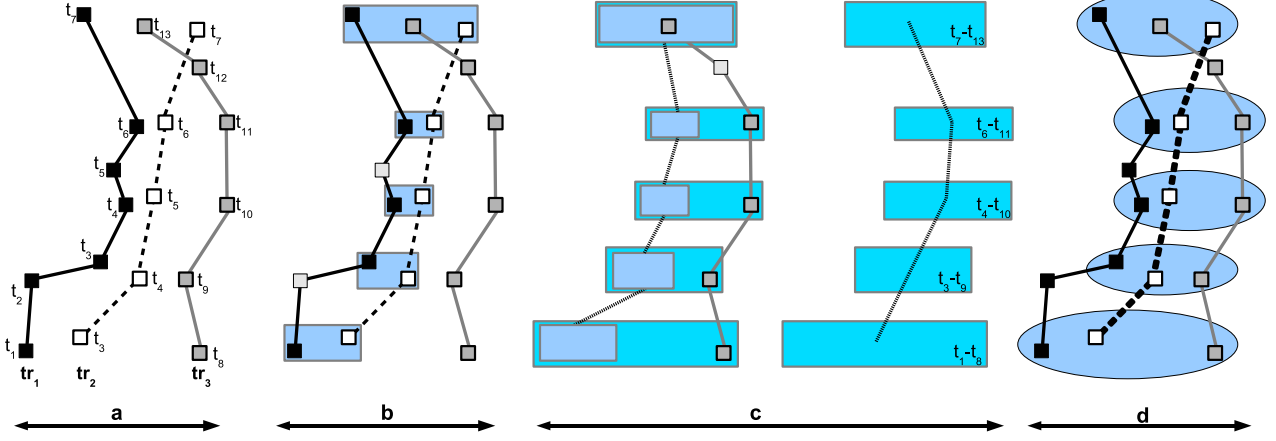 t7
t13
t7
t12
t6
t6
t11
t5
t5
t4
t10
t3
t4
t9
t2
t3
t1
t8
tr1
tr2
tr3
t7–t13
t6–t11
t4–t10
t3–t9
t1–t8
a
b
c
d